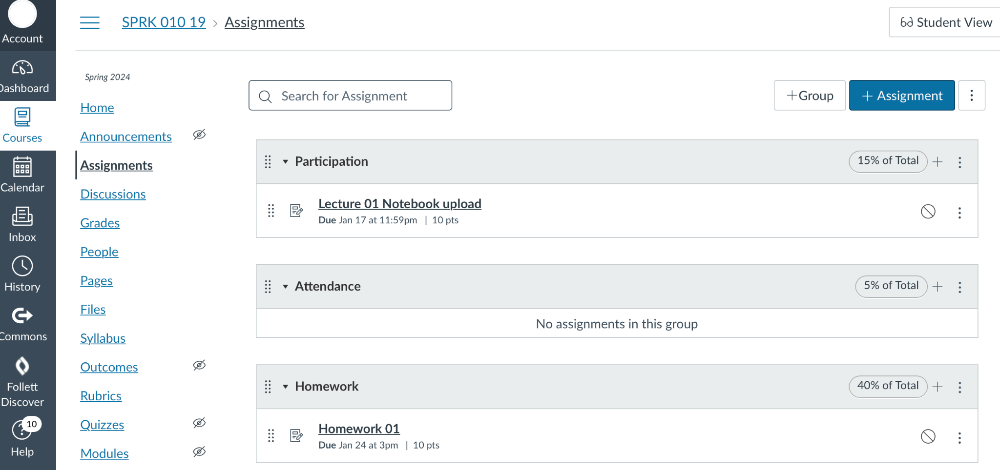 Account
Dashboard
Courses
Calendar
Inbox
History
Commons
Follett
Discover
10
Help
SPRK 010 19 › Assignments
Student View
Spring 2024
Home
Announcements
Assignments
Discussions
Grades
People
Pages
Files
Syllabus
Outcomes
Rubrics
Quizzes
Modules
Search for Assignment
+Group
+ Assignment
Participation
15% of Total
Lecture 01 Notebook upload
Due Jan 17 at 11:59pm | 10 pts
Attendance
5% of Total
No assignments in this group
Homework
40% of Total
Homework 01
Due Jan 24 at 3pm | 10 pts